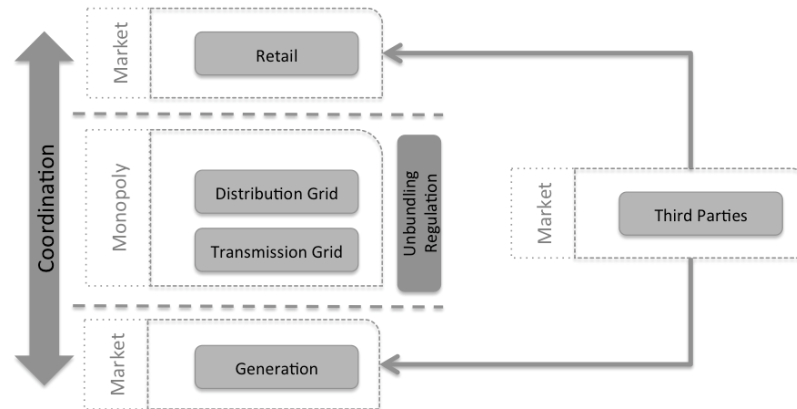 Coordination
Market
Retail
Monopoly
Distribution Grid
Transmission Grid
Unbundling
Regulation
Market
Third Parties
Market
Generation